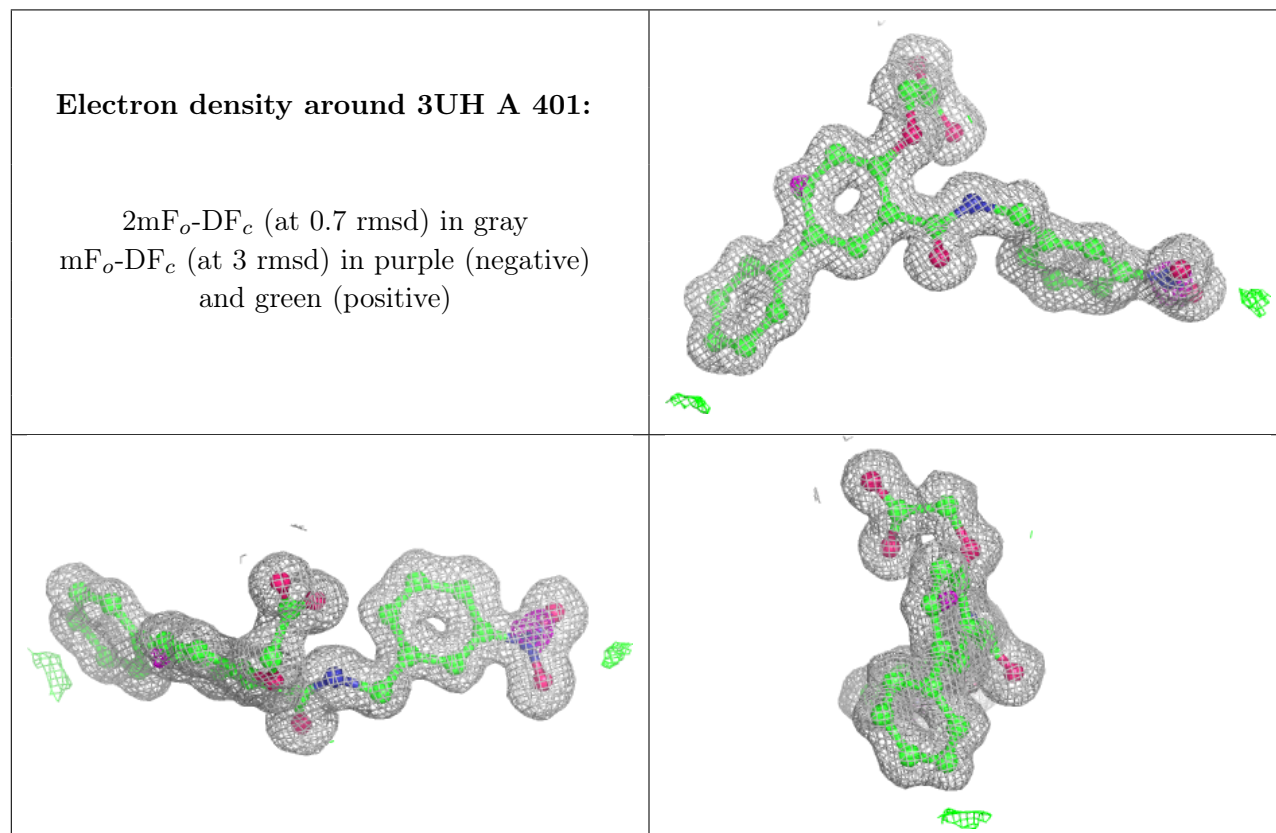 Electron density around 3UH A 401:
2mFₒ-DF𝒸 (at 0.7 rmsd) in gray
mFₒ-DF𝒸 (at 3 rmsd) in purple (negative)
and green (positive)